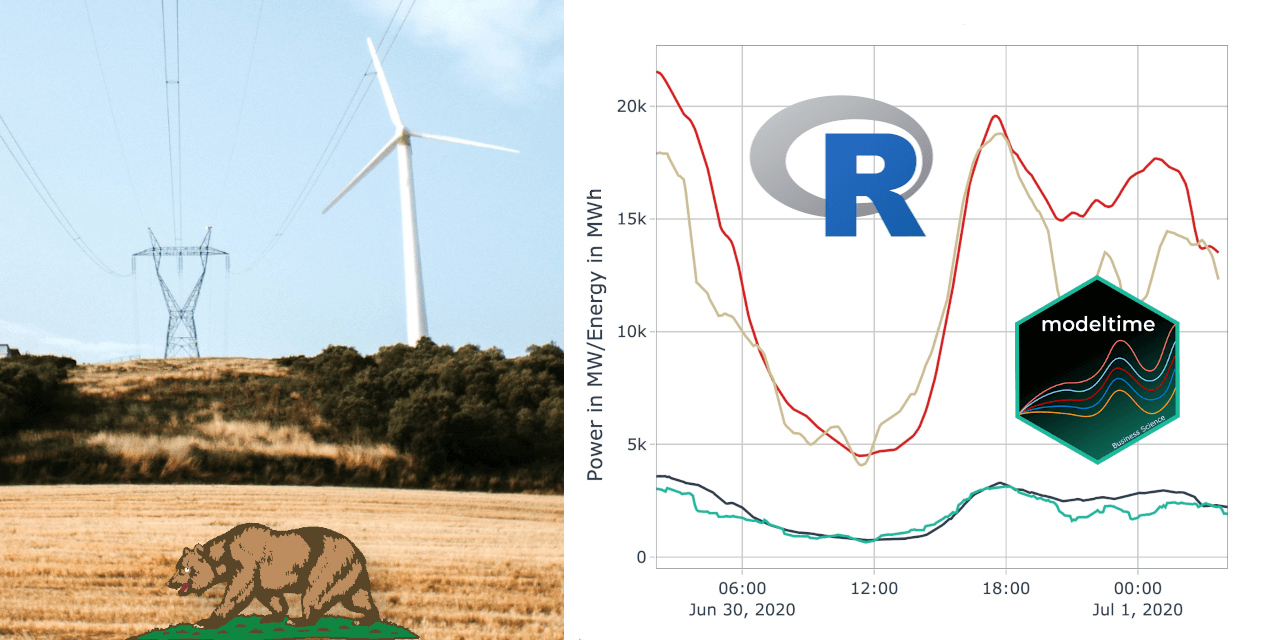 20k
15k
10k
5k
0
Power in MW/Energy in MWh
R
modeltime
Business Science
06:00
12:00
18:00
00:00
Jun 30, 2020
Jul 1, 2020